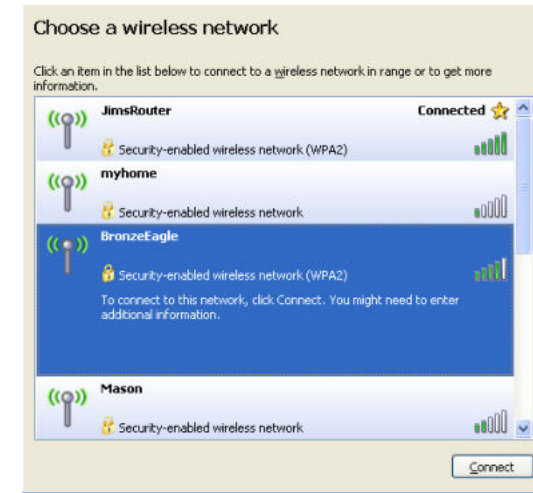 Choose a wireless network
Click an item in the list below to connect to a wireless network in range or to get more
information.
JimsRouter Connected
Security-enabled wireless network (WPA2)
myhome
Security-enabled wireless network
BronzeEagle
Security-enabled wireless network (WPA2)
To connect to this network, click Connect. You might need to enter
additional information.
Mason
Security-enabled wireless network
Connect